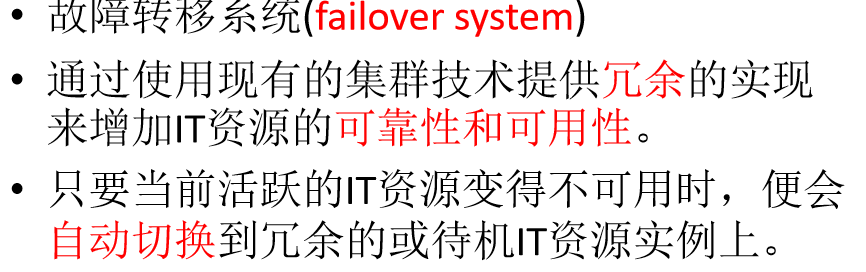 • 故障转移系统(failover system)
• 通过使用现有的集群技术提供冗余的实现
来增加IT资源的可靠性和可用性。
• 只要当前活跃的IT资源变得不可用时，便会
自动切换到冗余的或待机IT资源实例上。